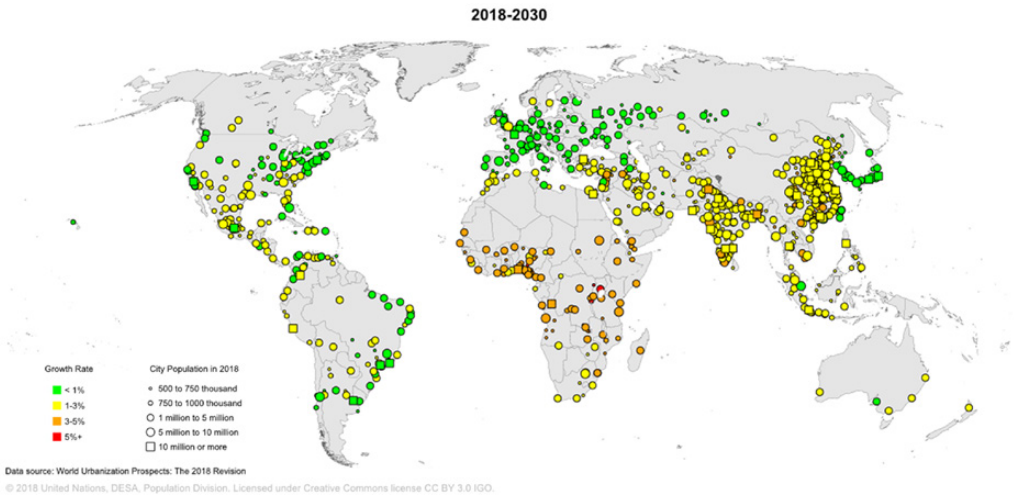 2018-2030
Growth Rate
< 1%
1-3%
3-5%
5%+
City Population in 2018
500 to 750 thousand
750 to 1000 thousand
1 million to 5 million
5 million to 10 million
10 million or more
Data source: World Urbanization Prospects: The 2018 Revision
© 2018 United Nations, DESA, Population Division. Licensed under Creative Commons license CC BY 3.0 IGO.